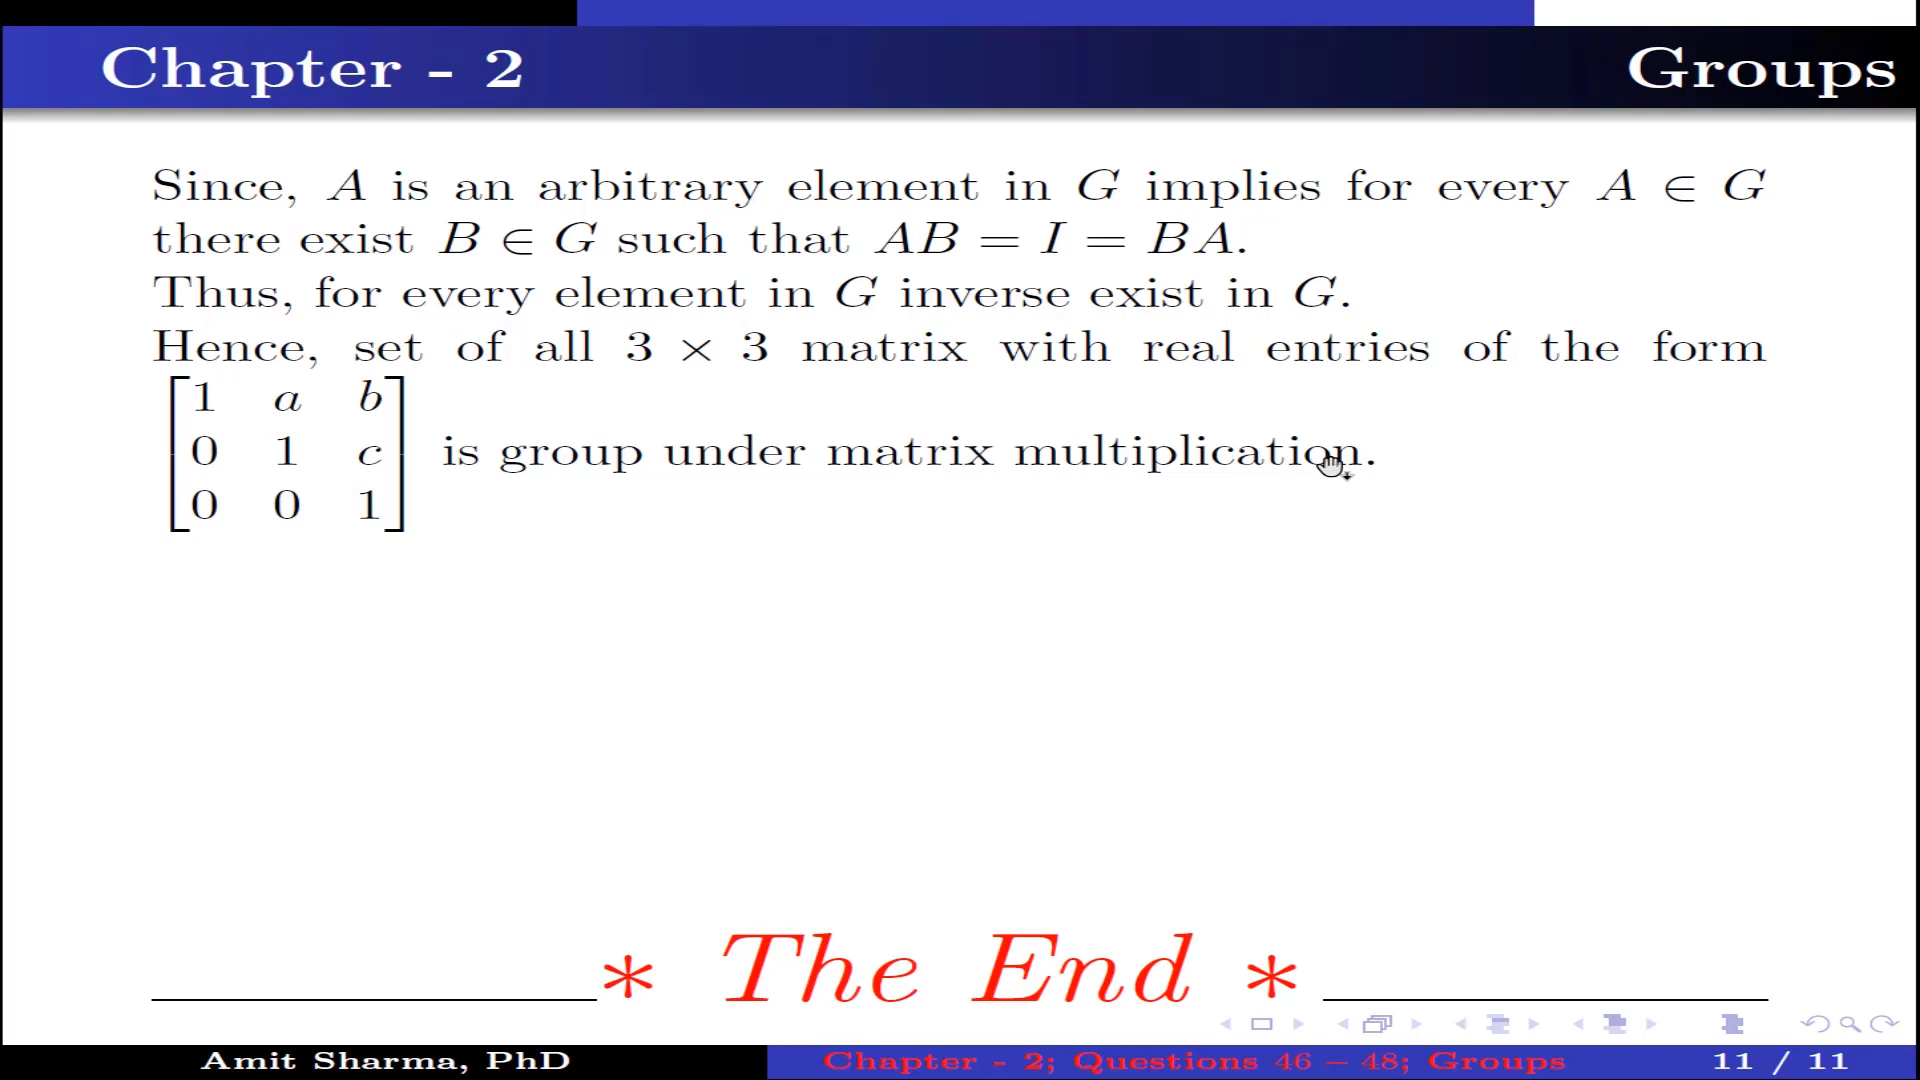 Chapter - 2 Groups
Since, A is an arbitrary element in G implies for every A ∈ G
there exist B ∈ G such that AB = I = BA.
Thus, for every element in G inverse exist in G.
Hence, set of all 3 × 3 matrix with real entries of the form
1 a b
0 1 c is group under matrix multiplication.
0 0 1
* The End *
Amit Sharma, PhD Chapter - 2; Questions 46 – 48; Groups 11 / 11